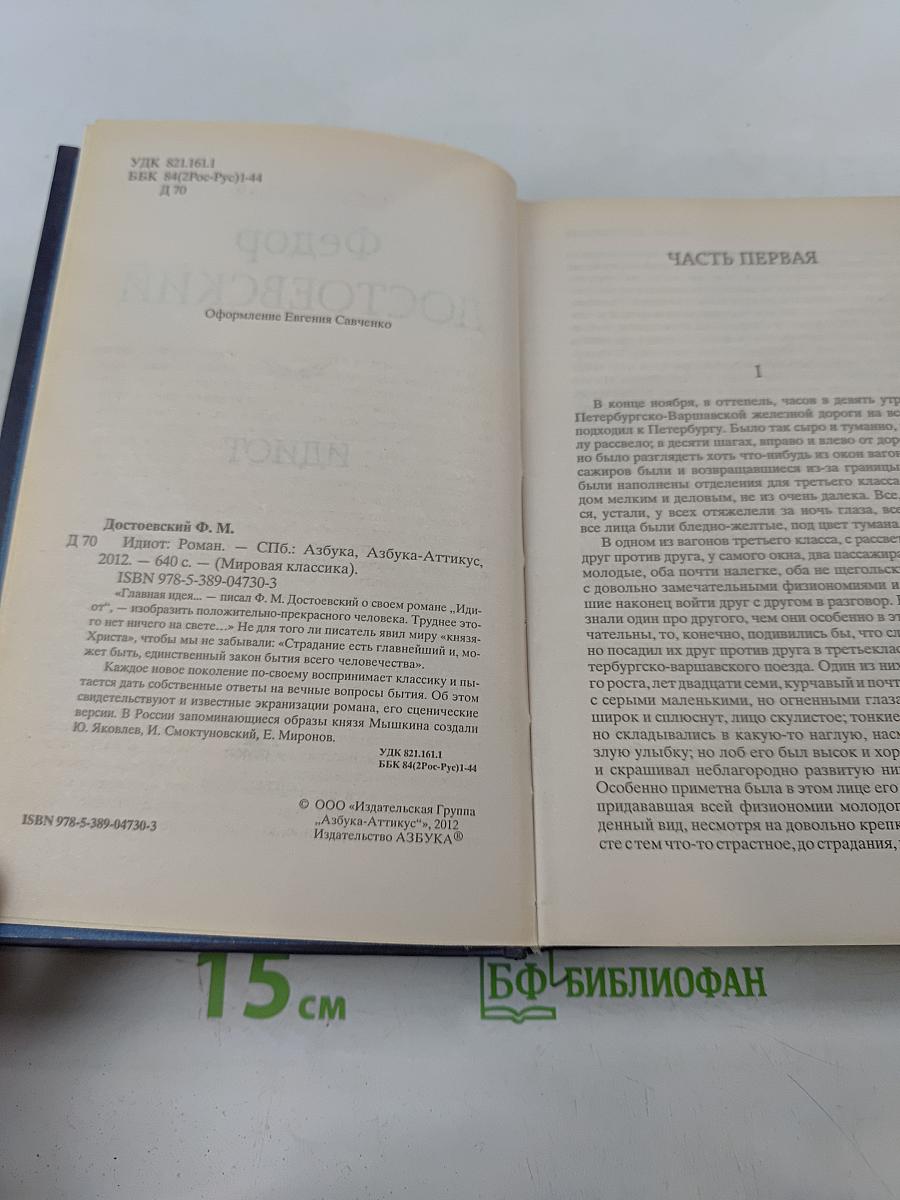 УДК 821.161.1
ББК 84(2Рос-Рус)1-44
Д 70
Федор
ДОСТОЕВСКИЙ
Оформление Евгения Савченко
ИДИОТ
Достоевский Ф. М.
Д 70 Идиот: Роман. — СПб.: Азбука, Азбука-Аттикус,
2012. — 640 с. — (Мировая классика).
ISBN 978-5-389-04730-3
«Главная идея... — писал Ф. М. Достоевский о своем романе „Иди-
от“, — изобразить положительно-прекрасного человека. Труднее это-
го нет ничего на свете...» Не для того ли писатель явил миру «князя-
Христа», чтобы мы не забывали: «Страдание есть главнейший и, мо-
жет быть, единственный закон бытия всего человечества».
Каждое новое поколение по-своему воспринимает классику и пы-
тается дать собственные ответы на вечные вопросы бытия. Об этом
свидетельствуют и известные экранизации романа, его сценические
версии. В России запоминающиеся образы князя Мышкина создали
Ю. Яковлев, И. Смоктуновский, Е. Миронов.
УДК 821.161.1
ББК 84(2Рос-Рус)1-44
© ООО «Издательская Группа
„Азбука-Аттикус“», 2012
Издательство АЗБУКА®
ISBN 978-5-389-04730-3
ЧАСТЬ ПЕРВАЯ
I
В конце ноября, в оттепель, часов в девять утр
Петербургско-Варшавской железной дороги на вс
подходил к Петербургу. Было так сыро и туманно,
лу рассвело; в десяти шагах, вправо и влево от дор
но было разглядеть хоть что-нибудь из окон вагон
сажиров были и возвращавшиеся из-за границы
были наполнены отделения для третьего класса
дом мелким и деловым, не из очень далека. Все,
ся, устали, у всех отяжелели за ночь глаза, все
все лица были бледно-желтые, под цвет тумана.
В одном из вагонов третьего класса, с рассвет
друг против друга, у самого окна, два пассажира
молодые, оба почти налегке, оба не щегольск
с довольно замечательными физиономиями и
шие наконец войти друг с другом в разговор.
знали один про другого, чем они особенно в эт
чательны, то, конечно, подивились бы, что сл
но посадил их друг против друга в третьеклас
тербургско-варшавского поезда. Один из них
го роста, лет двадцати семи, курчавый и почт
с серыми маленькими, но огненными глаза
широк и сплюснут, лицо скулистое; тонкие
но складывались в какую-то наглую, насм
злую улыбку; но лоб его был высок и хор
и скрашивал неблагородно развитую ни
Особенно приметна была в этом лице его
придававшая всей физиономии молодог
денный вид, несмотря на довольно крепк
сте с тем что-то страстное, до страдания,
15 см
БФ БИБЛИОФАН